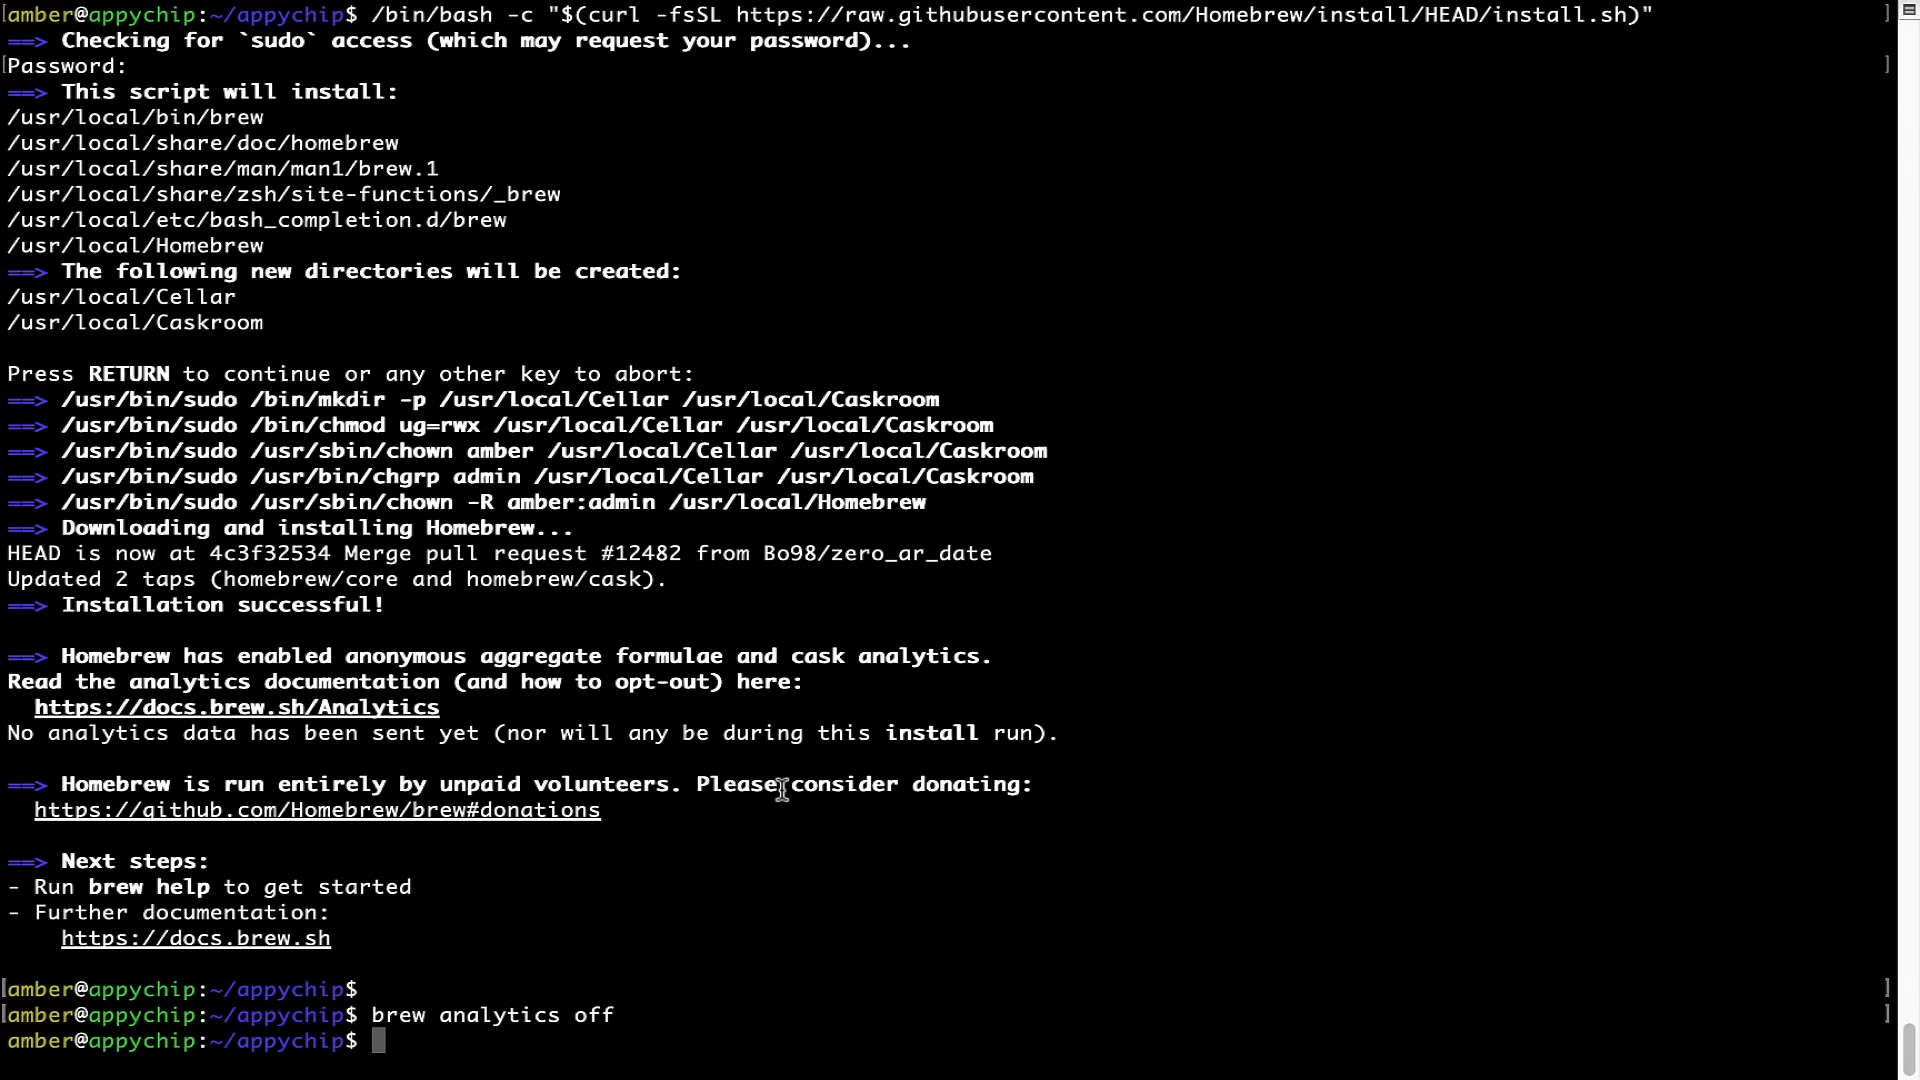 amber@appychip:~/appychip$ /bin/bash -c "$(curl -fsSL https://raw.githubusercontent.com/Homebrew/install/HEAD/install.sh)"
==> Checking for `sudo` access (which may request your password)...
Password:
==> This script will install:
/usr/local/bin/brew
/usr/local/share/doc/homebrew
/usr/local/share/man/man1/brew.1
/usr/local/share/zsh/site-functions/_brew
/usr/local/etc/bash_completion.d/brew
/usr/local/Homebrew
==> The following new directories will be created:
/usr/local/Cellar
/usr/local/Caskroom
Press RETURN to continue or any other key to abort:
==> /usr/bin/sudo /bin/mkdir -p /usr/local/Cellar /usr/local/Caskroom
==> /usr/bin/sudo /bin/chmod ug=rwx /usr/local/Cellar /usr/local/Caskroom
==> /usr/bin/sudo /usr/sbin/chown amber /usr/local/Cellar /usr/local/Caskroom
==> /usr/bin/sudo /usr/bin/chgrp admin /usr/local/Cellar /usr/local/Caskroom
==> /usr/bin/sudo /usr/sbin/chown -R amber:admin /usr/local/Homebrew
==> Downloading and installing Homebrew...
HEAD is now at 4c3f32534 Merge pull request #12482 from Bo98/zero_ar_date
Updated 2 taps (homebrew/core and homebrew/cask).
==> Installation successful!
==> Homebrew has enabled anonymous aggregate formulae and cask analytics.
Read the analytics documentation (and how to opt-out) here:
https://docs.brew.sh/Analytics
No analytics data has been sent yet (nor will any be during this install run).
==> Homebrew is run entirely by unpaid volunteers. Please consider donating:
https://github.com/Homebrew/brew#donations
==> Next steps:
- Run brew help to get started
- Further documentation:
https://docs.brew.sh
amber@appychip:~/appychip$
amber@appychip:~/appychip$ brew analytics off
amber@appychip:~/appychip$